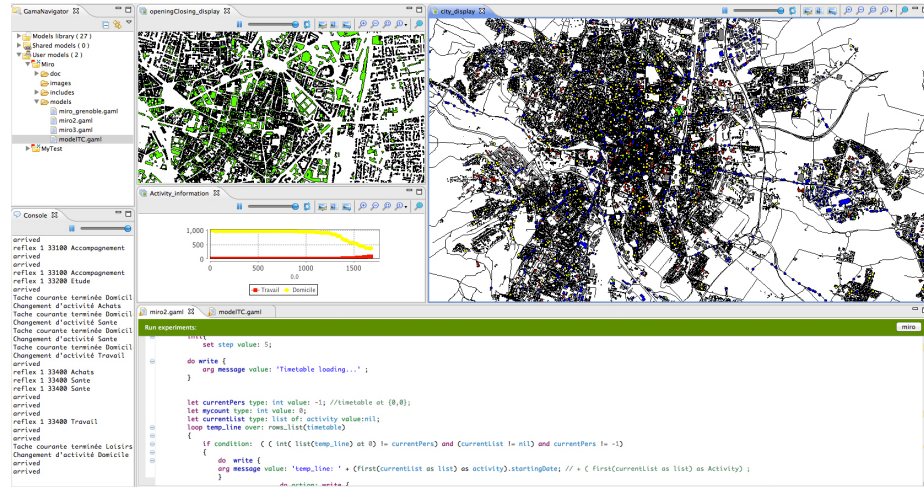 GamaNavigator
Models library ( 27 )
Shared models ( 0 )
User models ( 2 )
Miro
doc
images
includes
models
miro_grenoble.gaml
miro2.gaml
miro3.gaml
modelTC.gaml
MyTest
openingClosing_display
city_display
Activity_information
1,000
500
0
0 500 1000 1500
0.0
Travail Domicile
Console
arrived
reflex 1 33100 Accompagnement
arrived
arrived
reflex 1 33100 Accompagnement
reflex 1 33200 Etude
arrived
Tache courante terminée Domicil
Changement d'activité Achats
Tache courante terminée Domicil
Changement d'activité Sante
Tache courante terminée Domicil
Changement d'activité Sante
Tache courante terminée Domicil
Changement d'activité Travail
arrived
reflex 1 33400 Achats
reflex 1 33400 Sante
reflex 1 33400 Sante
arrived
arrived
arrived
reflex 1 33400 Travail
arrived
arrived
Tache courante terminée Loisirs
Changement d'activité Domicile
arrived
arrived
miro2.gaml
modelTC.gaml
Run experiments:
miro
init{
set step value: 5;
do write {
arg message value: 'Timetable loading...' ;
}
let currentPers type: int value: -1; //timetable at {0,0};
let mycount type: int value: 0;
let currentList type: list of: activity value:nil;
loop temp_line over: rows_list(timetable)
{
if condition: ( ( int( list(temp_line) at 0) != currentPers) and (currentList != nil) and currentPers != -1)
{
do write {
arg message value: 'temp_line: ' + (first(currentList as list) as activity).startingDate; // + ( first(currentList as list) as Activity) ;
}
do action: write {